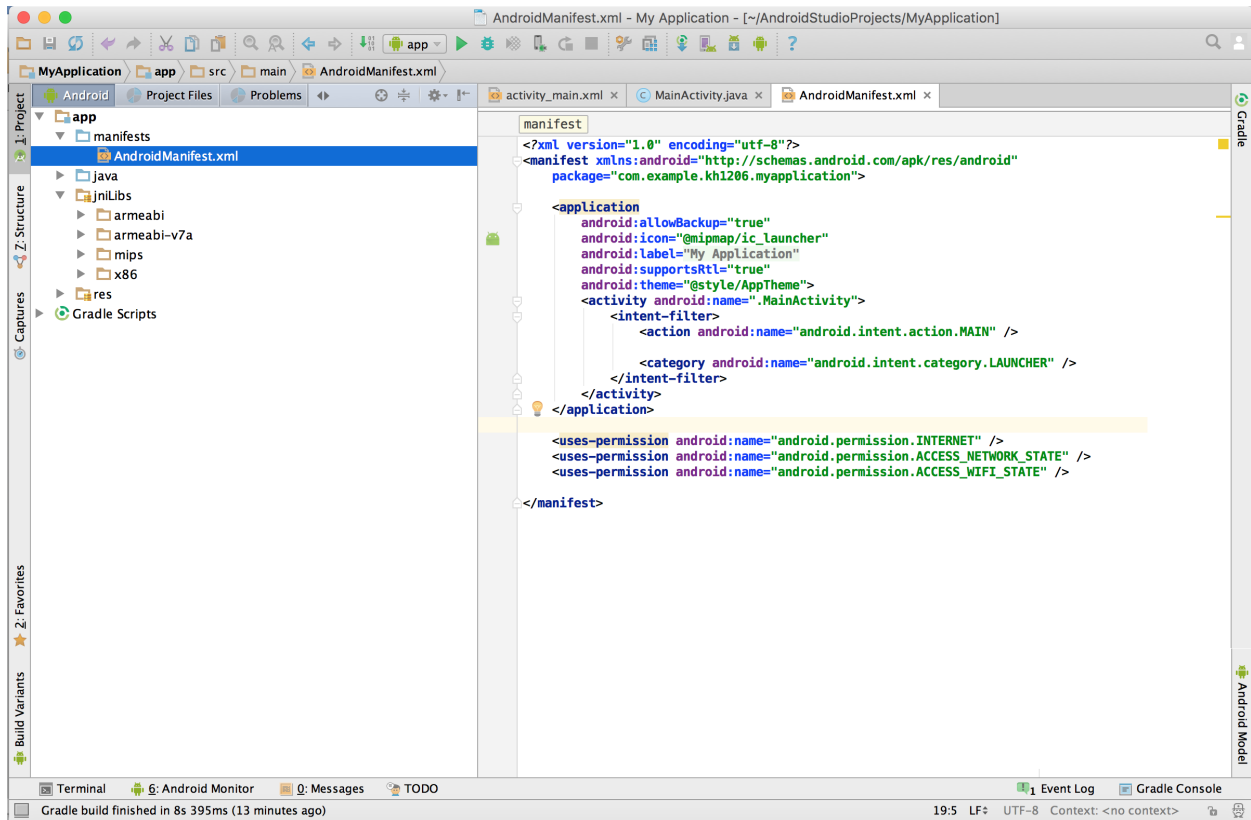 AndroidManifest.xml - My Application - [~/AndroidStudioProjects/MyApplication]
app
?
MyApplication app src main AndroidManifest.xml
Android Project Files Problems
activity_main.xml × MainActivity.java × AndroidManifest.xml ×
1: Project
Z: Structure
Captures
2: Favorites
Build Variants
app
manifests
AndroidManifest.xml
java
jniLibs
armeabi
armeabi-v7a
mips
x86
res
Gradle Scripts
manifest
<?xml version="1.0" encoding="utf-8"?>
<manifest xmlns:android="http://schemas.android.com/apk/res/android"
    package="com.example.kh1206.myapplication">

    <application
        android:allowBackup="true"
        android:icon="@mipmap/ic_launcher"
        android:label="My Application"
        android:supportsRtl="true"
        android:theme="@style/AppTheme">
        <activity android:name=".MainActivity">
            <intent-filter>
                <action android:name="android.intent.action.MAIN" />

                <category android:name="android.intent.category.LAUNCHER" />
            </intent-filter>
        </activity>
    </application>

    <uses-permission android:name="android.permission.INTERNET" />
    <uses-permission android:name="android.permission.ACCESS_NETWORK_STATE" />
    <uses-permission android:name="android.permission.ACCESS_WIFI_STATE" />

</manifest>
Gradle
Android Model
Terminal 6: Android Monitor 0: Messages TODO 1 Event Log Gradle Console
Gradle build finished in 8s 395ms (13 minutes ago) 19:5 LF UTF-8 Context: <no context>